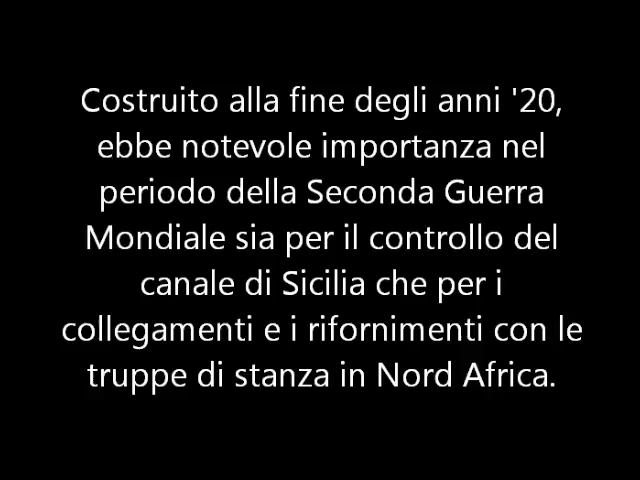 Costruito alla fine degli anni '20,
ebbe notevole importanza nel
periodo della Seconda Guerra
Mondiale sia per il controllo del
canale di Sicilia che per i
collegamenti e i rifornimenti con le
truppe di stanza in Nord Africa.